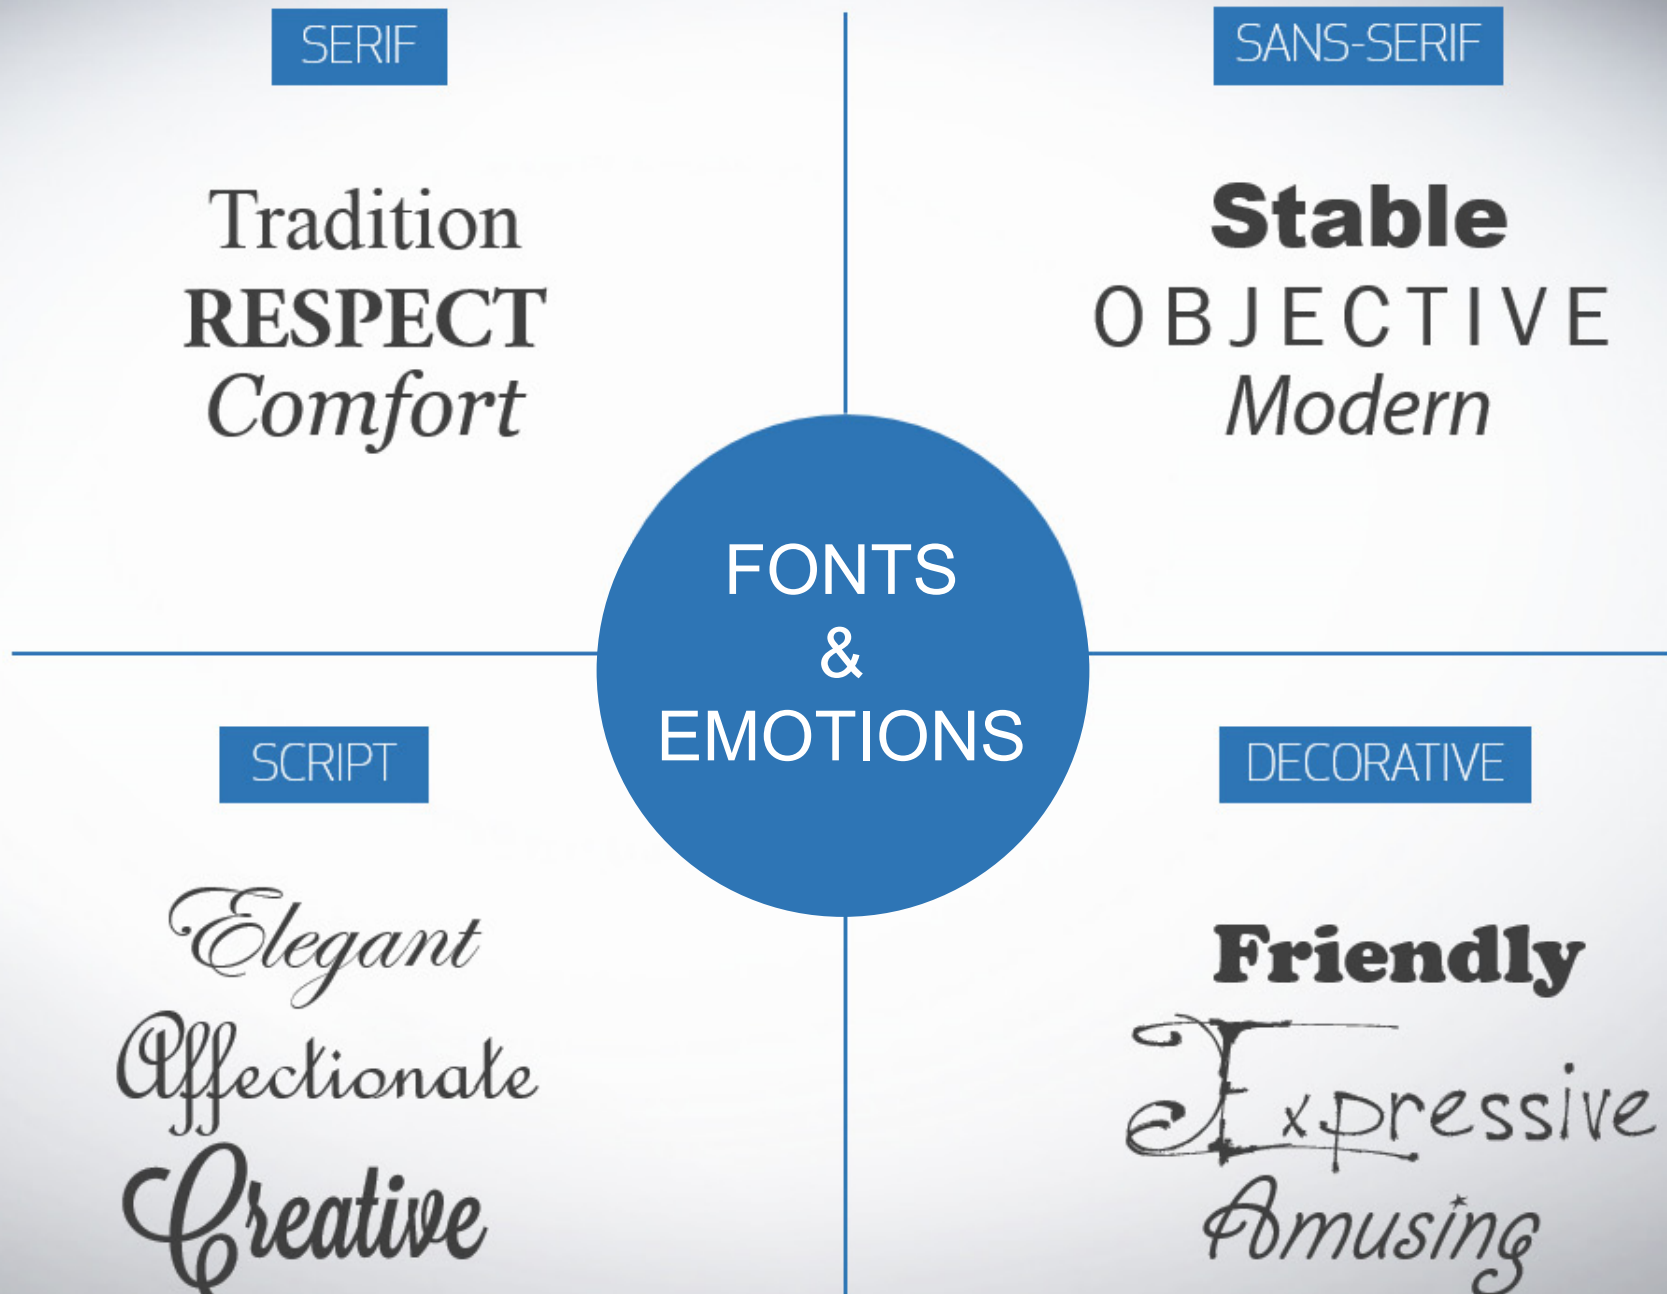 SERIF
Tradition
RESPECT
Comfort
SANS-SERIF
Stable
OBJECTIVE
Modern
FONTS
&
EMOTIONS
SCRIPT
Elegant
Affectionate
Creative
DECORATIVE
Friendly
Expressive
Amusing